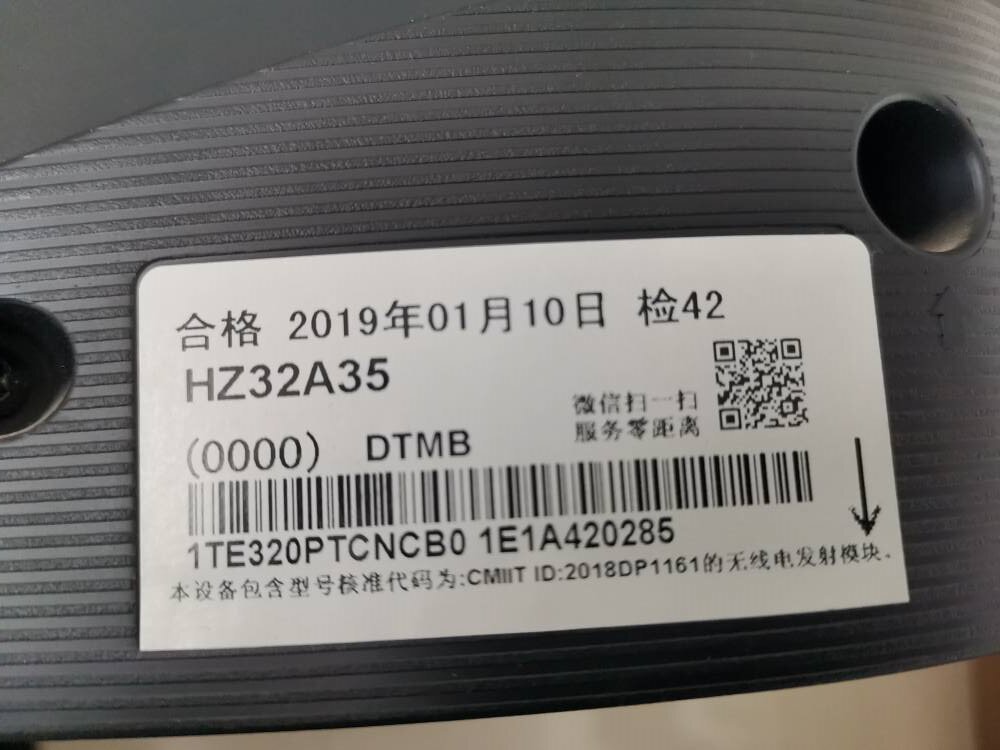 合格 2019年01月10日 检42
HZ32A35
微信扫一扫
服务零距离
(0000) DTMB
1TE320PTCNCB0 1E1A420285
本设备包含型号核准代码为:CMIIT ID:2018DP1161的无线电发射模块.